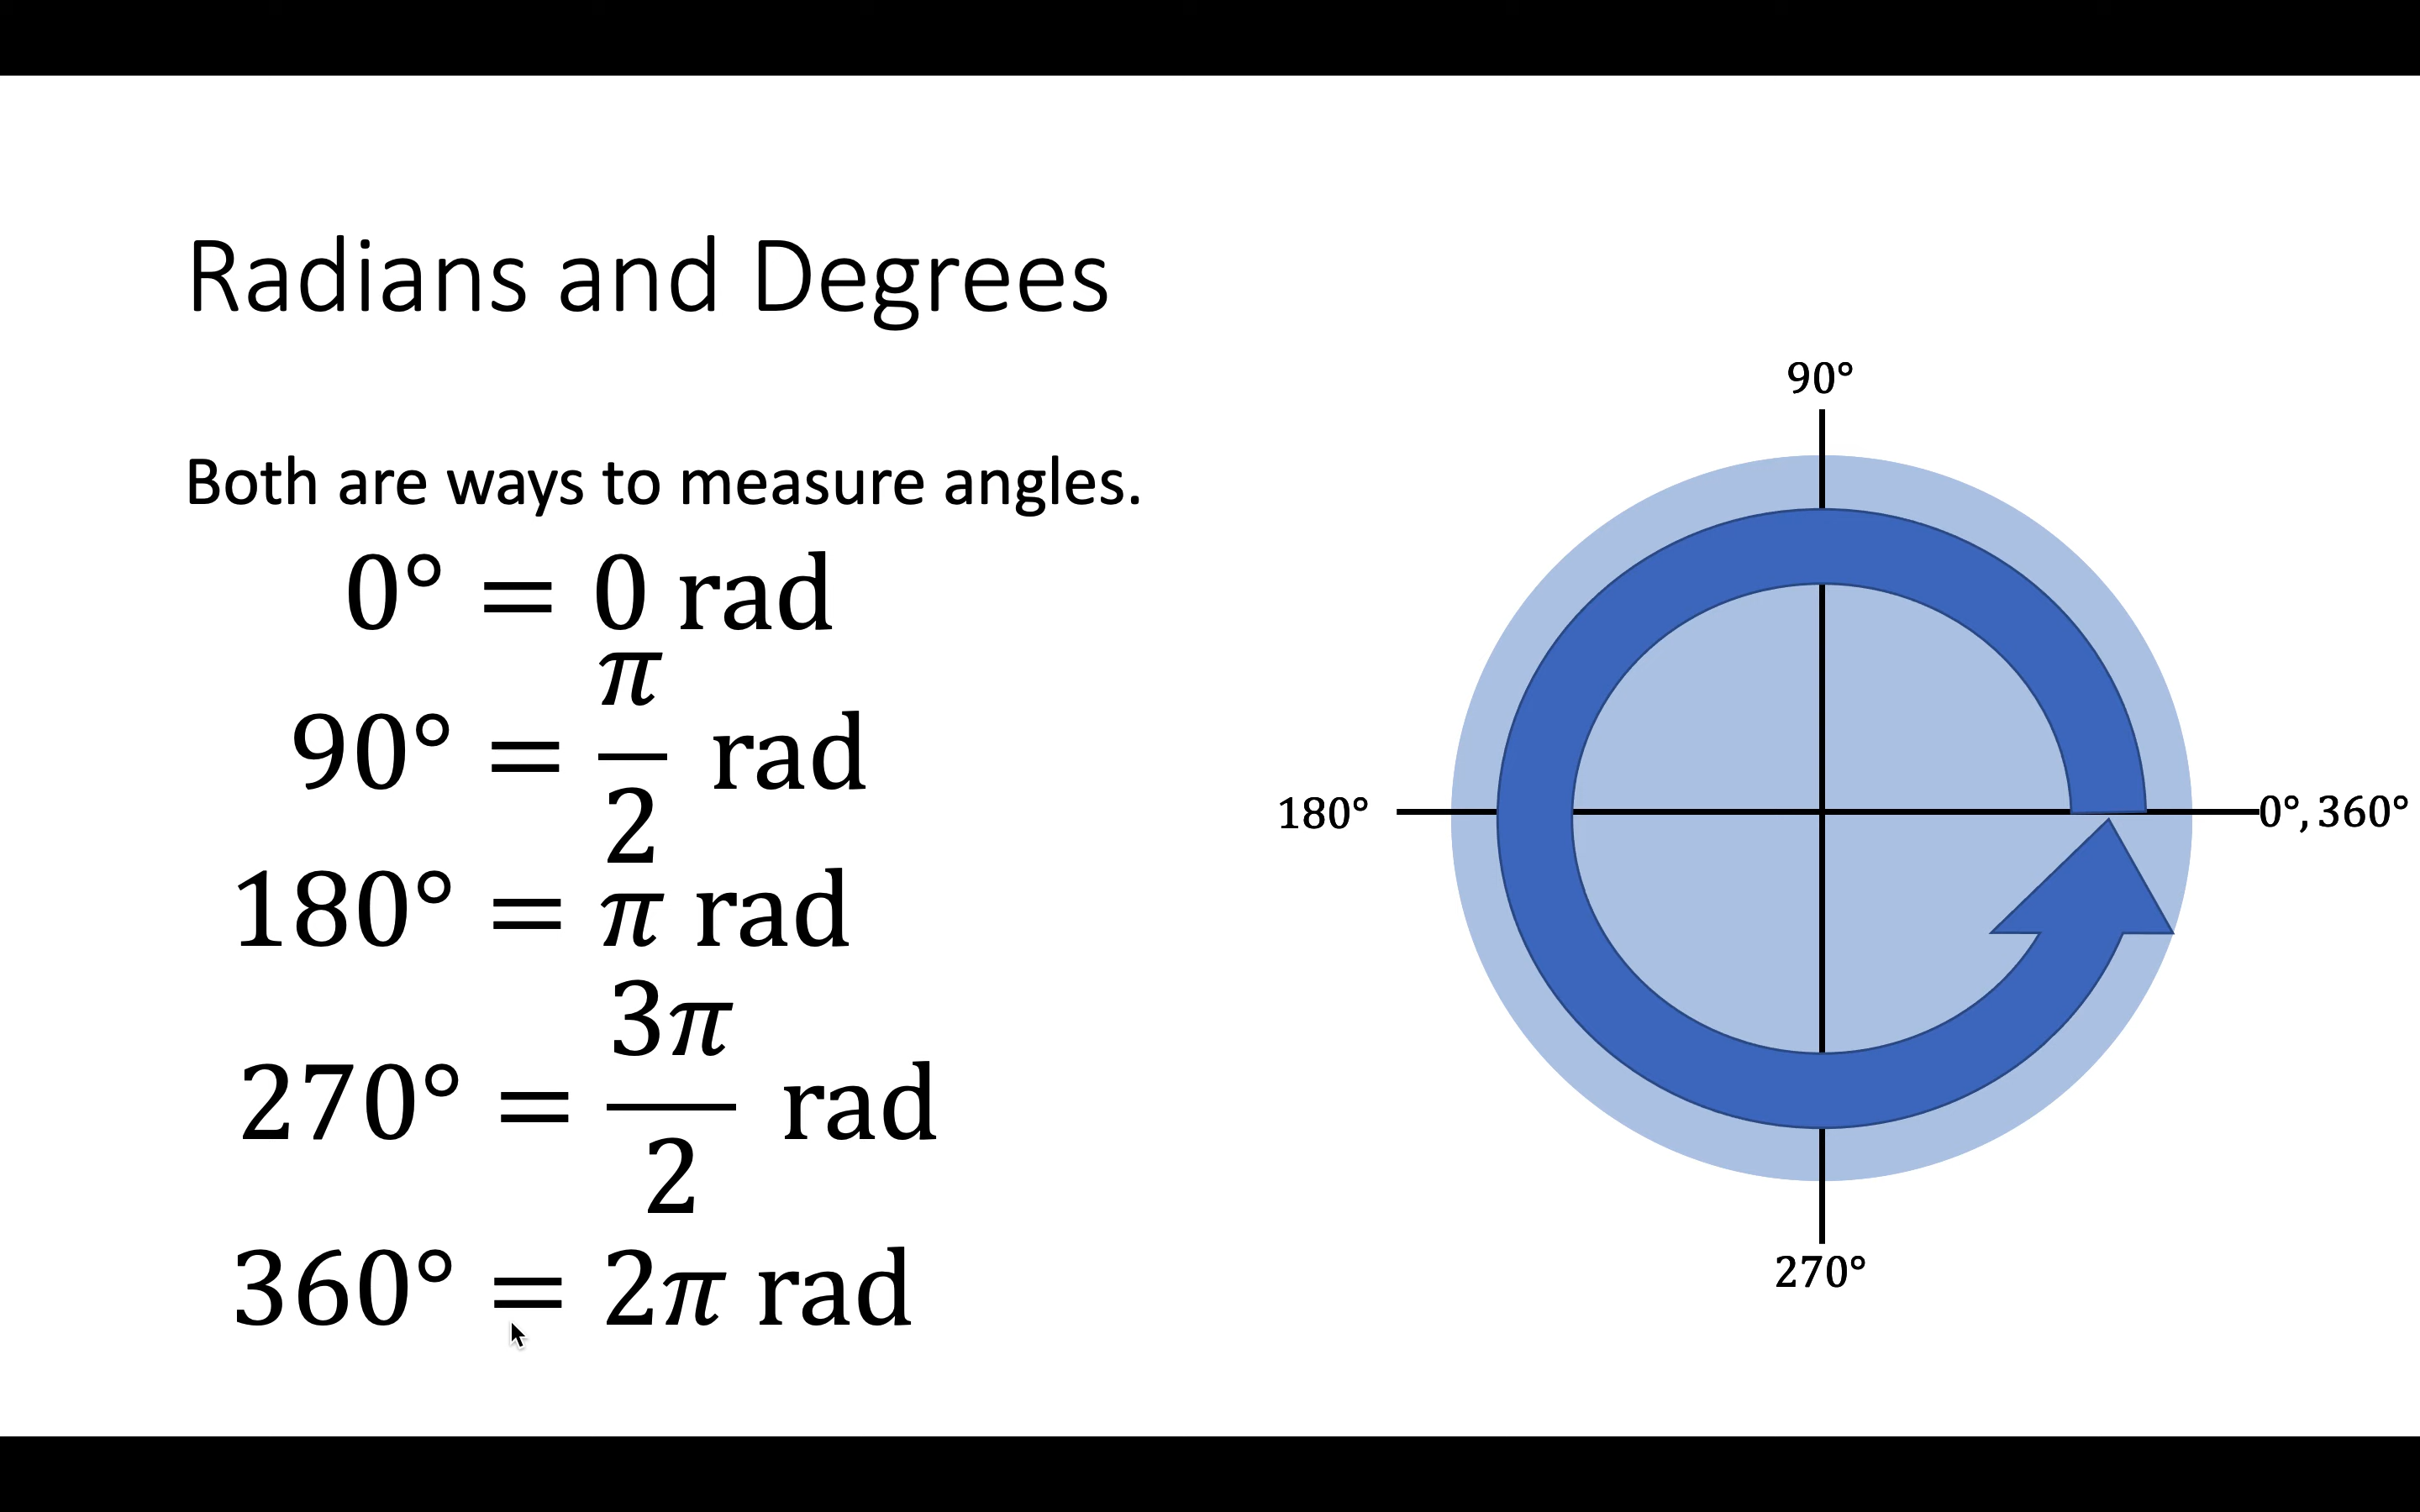 Radians and Degrees
Both are ways to measure angles.
0° = 0 rad
90° = π/2 rad
180° = π rad
270° = 3π/2 rad
360° = 2π rad
90°
180°
0°, 360°
270°